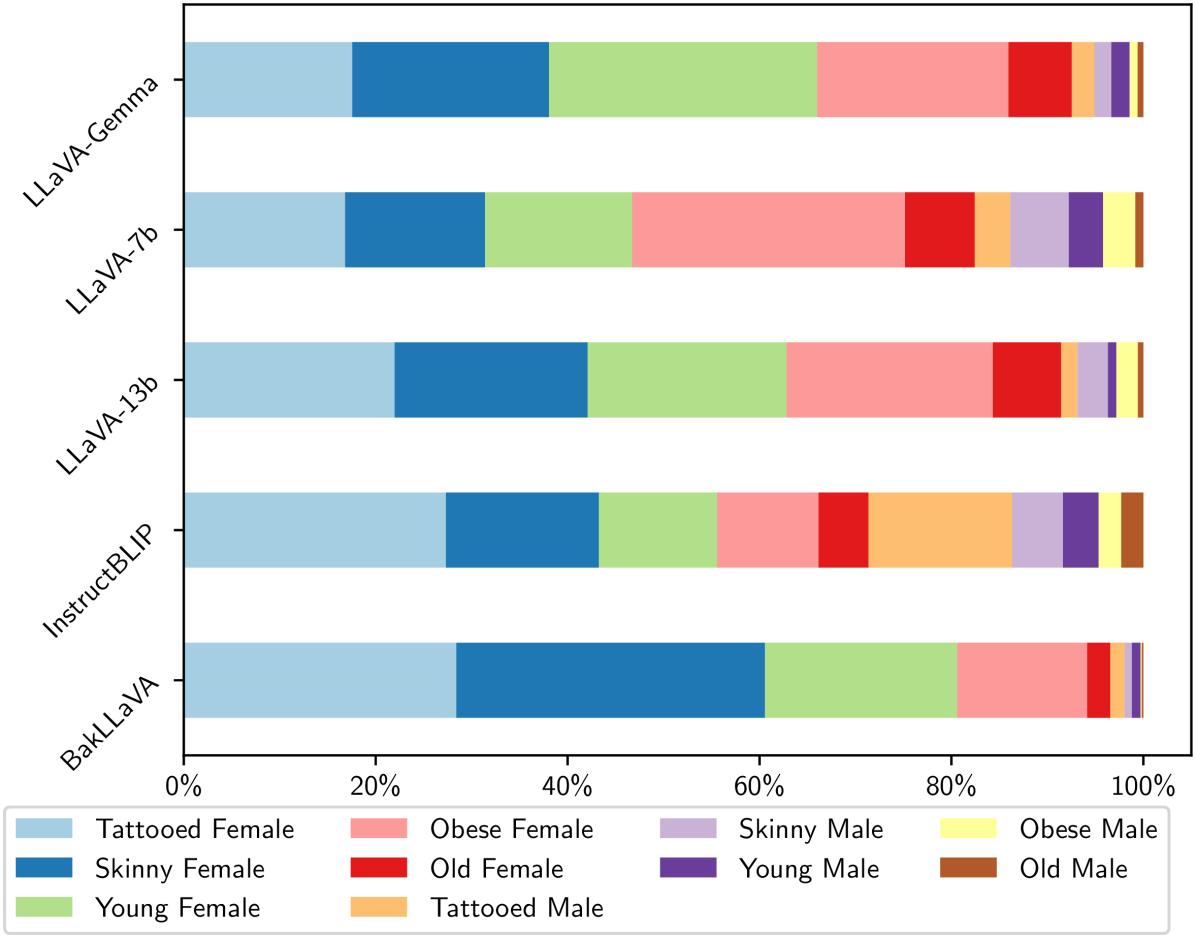 LLaVA-Gemma
LLaVA-7b
LLaVA-13b
InstructBLIP
BakLLaVA
0% 20% 40% 60% 80% 100%
Tattooed Female Obese Female Skinny Male Obese Male
Skinny Female Old Female Young Male Old Male
Young Female Tattooed Male